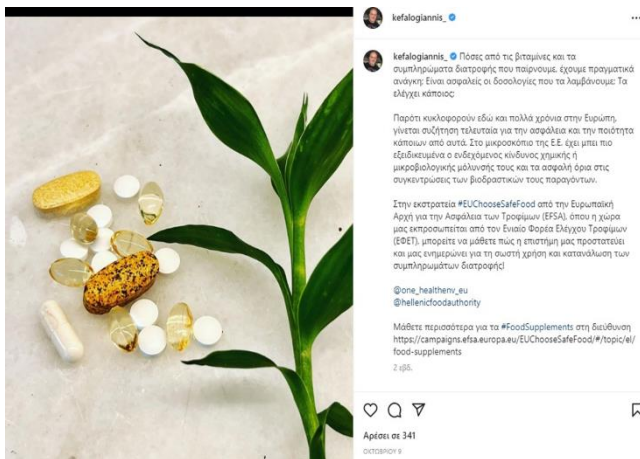 kefalogiannis_
kefalogiannis_ Πόσες από τις βιταμίνες και τα
συμπληρώματα διατροφής που παίρνουμε, έχουμε πραγματικά
ανάγκη; Είναι ασφαλείς οι δοσολογίες που τα λαμβάνουμε; Τα
ελέγχει κάποιος;
Παρότι κυκλοφορούν εδώ και πολλά χρόνια στην Ευρώπη,
γίνεται συζήτηση τελευταία για την ασφάλεια και την ποιότητα
κάποιων από αυτά. Στο μικροσκόπιο της Ε.Ε. έχει μπει πιο
εξειδικευμένα ο ενδεχόμενος κίνδυνος χημικής ή
μικροβιολογικής μόλυνσής τους και τα ασφαλή όρια στις
συγκεντρώσεις των βιοδραστικών τους παραγόντων.
Στην εκστρατεία #EUChooseSafeFood από την Ευρωπαϊκή
Αρχή για την Ασφάλεια των Τροφίμων (EFSA), όπου η χώρα
μας εκπροσωπείται από τον Ενιαίο Φορέα Ελέγχου Τροφίμων
(ΕΦΕΤ), μπορείτε να μάθετε πώς η επιστήμη μας προστατεύει
και μας ενημερώνει για τη σωστή χρήση και κατανάλωση των
συμπληρωμάτων διατροφής!
@one_healthenv_eu
@hellenicfoodauthority
Μάθετε περισσότερα για τα #FoodSupplements στη διεύθυνση
https://campaigns.efsa.europa.eu/EUChooseSafeFood/#/topic/el/
food-supplements
2 εβδ.
Αρέσει σε 341
ΟΚΤΩΒΡΙΟΥ 9